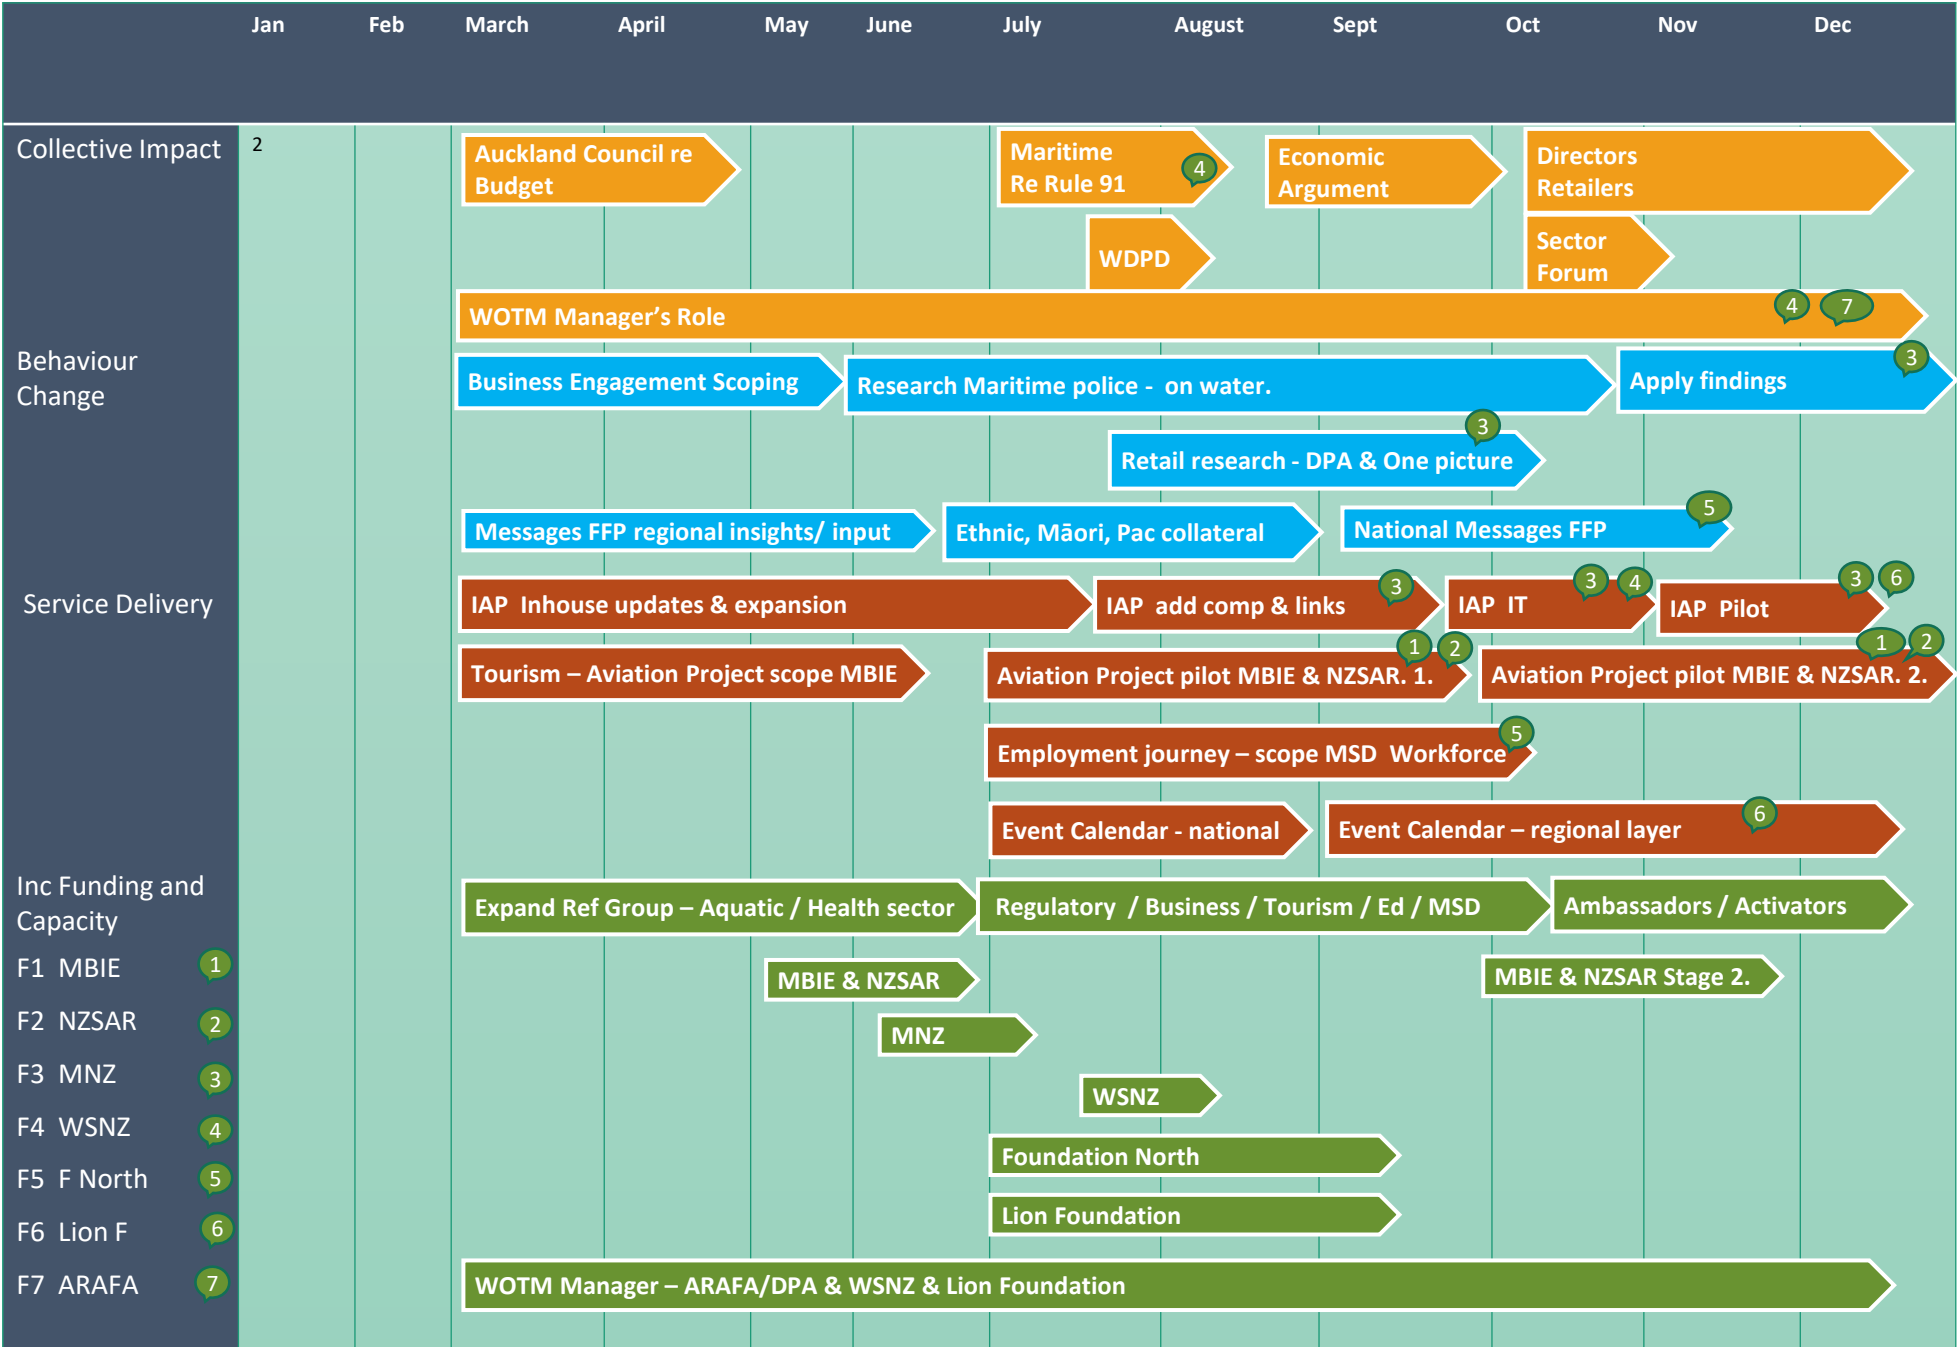 Jan Feb March April May June July August Sept Oct Nov Dec
Collective Impact
2
Auckland Council re
Budget
Maritime
Re Rule 91
4
Economic
Argument
Directors
Retailers
WDPD
Sector
Forum
WOTM Manager’s Role
4
7
Behaviour
Change
Business Engagement Scoping
Research Maritime police -  on water.
Apply findings
3
Retail research - DPA & One picture
3
Messages FFP regional insights/ input
Ethnic, Māori, Pac collateral
National Messages FFP
5
Service Delivery
IAP  Inhouse updates & expansion
IAP  add comp & links
3
IAP  IT
3
4
IAP  Pilot
3
6
Tourism – Aviation Project scope MBIE
Aviation Project pilot MBIE & NZSAR. 1.
1
2
Aviation Project pilot MBIE & NZSAR. 2.
1
2
Employment journey – scope MSD  Workforce
5
Event Calendar - national
Event Calendar – regional layer
6
Inc Funding and
Capacity
Expand Ref Group – Aquatic / Health sector
Regulatory  / Business / Tourism / Ed / MSD
Ambassadors / Activators
F1  MBIE
1
MBIE & NZSAR
MBIE & NZSAR Stage 2.
F2  NZSAR
2
MNZ
F3  MNZ
3
WSNZ
F4  WSNZ
4
Foundation North
F5  F North
5
Lion Foundation
F6  Lion F
6
F7  ARAFA
7
WOTM Manager – ARAFA/DPA & WSNZ & Lion Foundation